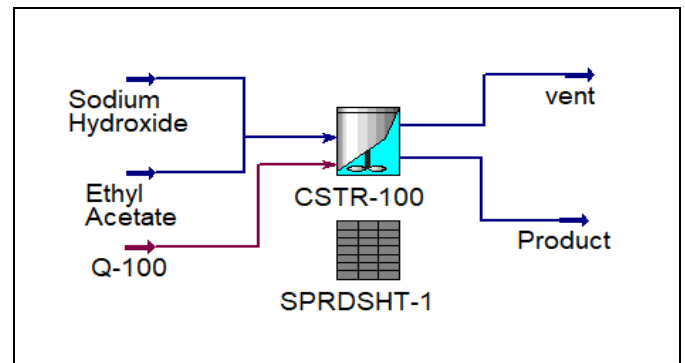 Sodium
Hydroxide
vent
CSTR-100
Ethyl
Acetate
Product
Q-100
SPRDSHT-1